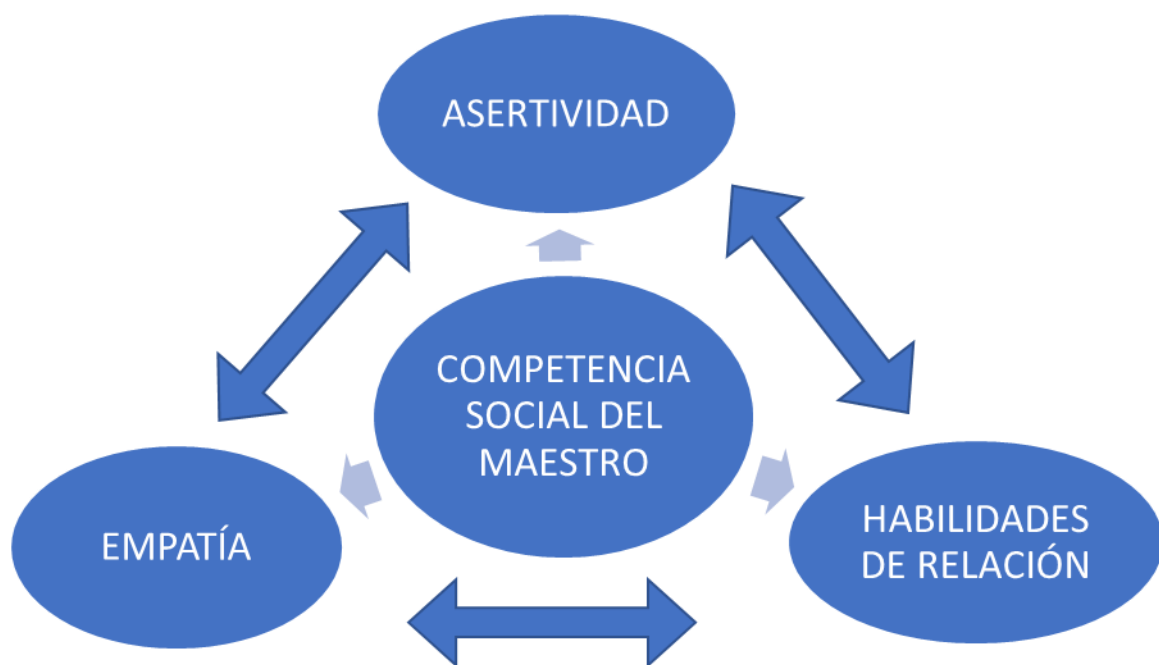 ASERTIVIDAD
COMPETENCIA
SOCIAL DEL
MAESTRO
EMPATÍA
HABILIDADES
DE RELACIÓN